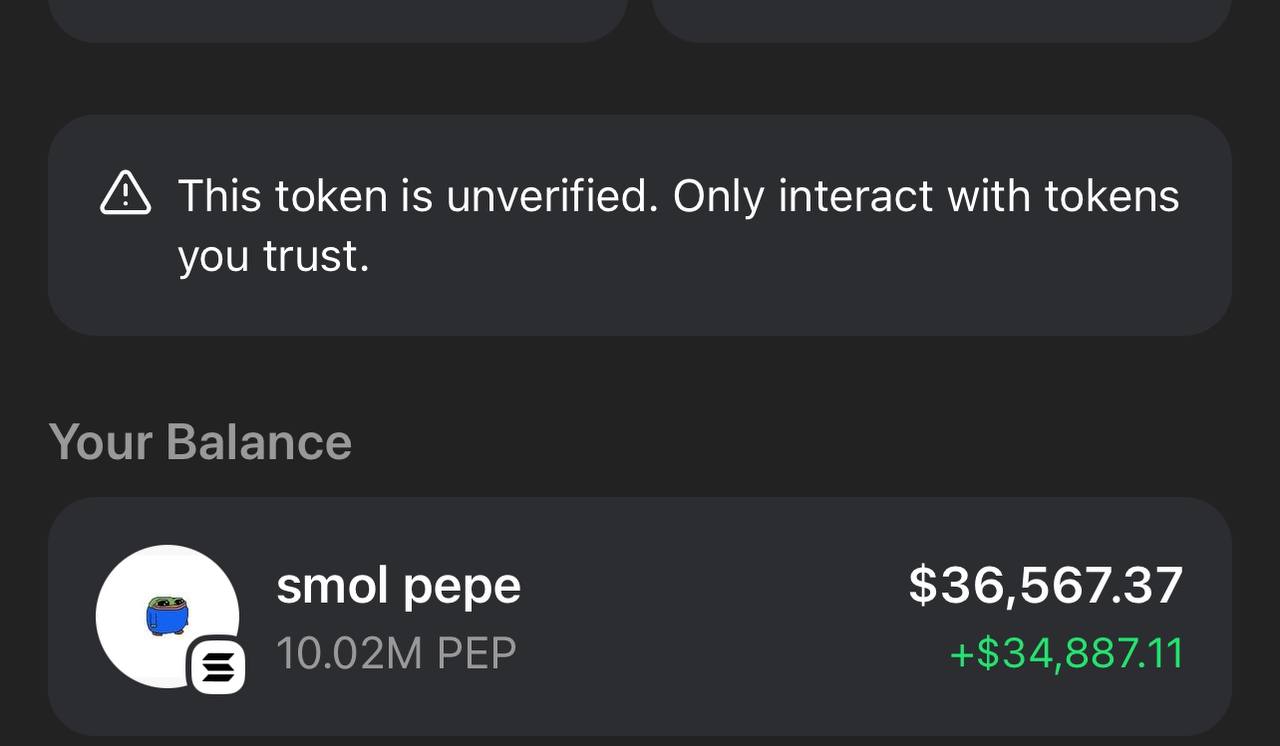 This token is unverified. Only interact with tokens
you trust.
Your Balance
smol pepe
$36,567.37
10.02M PEP
+$34,887.11